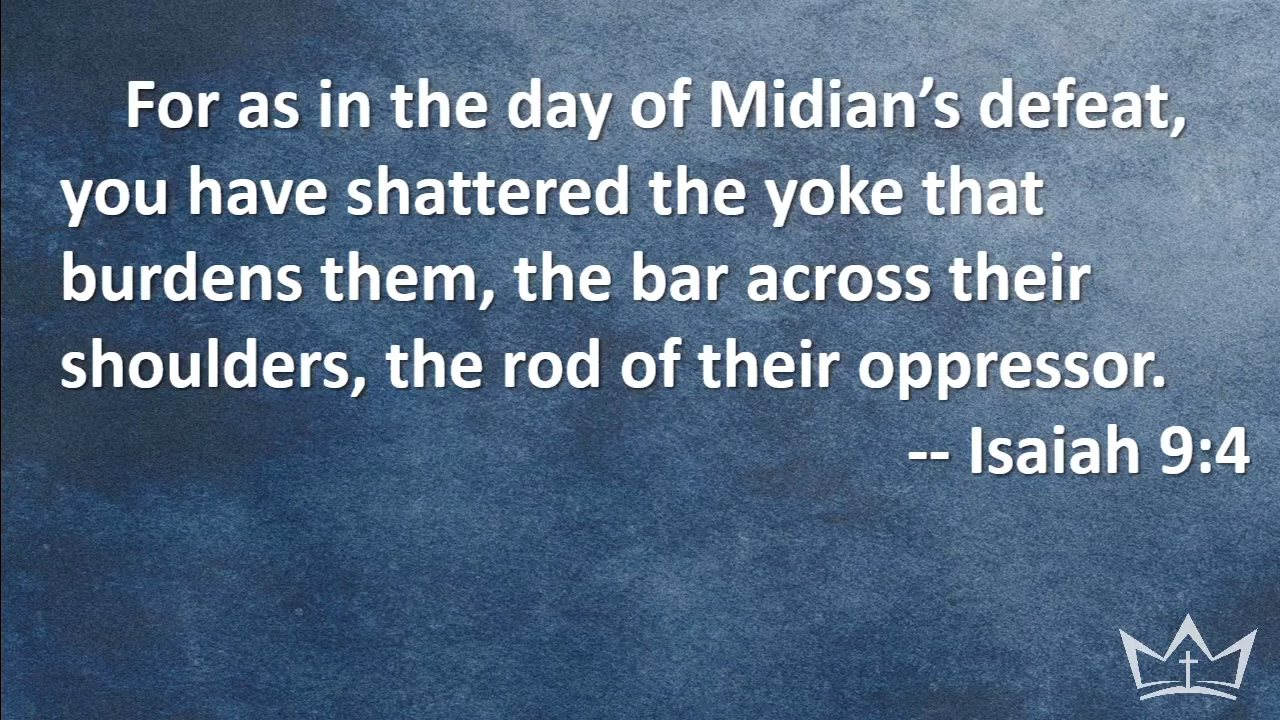 For as in the day of Midian’s defeat,
you have shattered the yoke that
burdens them, the bar across their
shoulders, the rod of their oppressor.
-- Isaiah 9:4